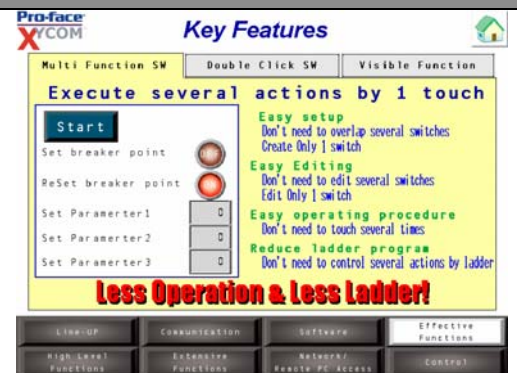 Pro-face
XYCOM
Key Features
Multi Function SW
Double Click SW
Visible Function
Execute several actions by 1 touch
Start
Set breaker point
ReSet breaker point
Set Paramerter1
0
Set Paramerter2
0
Set Paramerter3
0
Easy setup
Don't need to overlap several switches
Create Only 1 switch
Easy Editing
Don't need to edit several switches
Edit Only 1 switch
Easy operating procedure
Don't need to touch several times
Reduce ladder program
Don't need to control several actions by ladder
Less Operation & Less Ladder!
Line-UP
Communication
Software
Effective
Functions
High Level
Functions
Extensive
Functions
Network/
Remote PC Access
Control